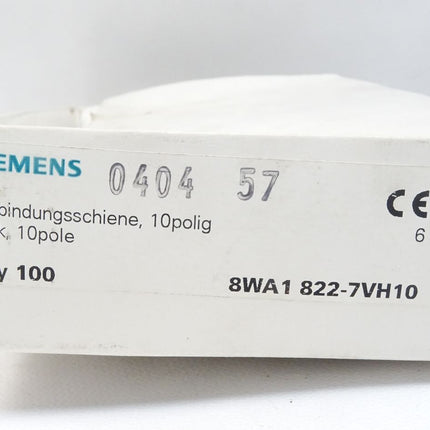 EMENS 0404 57
bindungsschiene, 10polig CE
k, 10pole 6
y 100 8WA1 822-7VH10